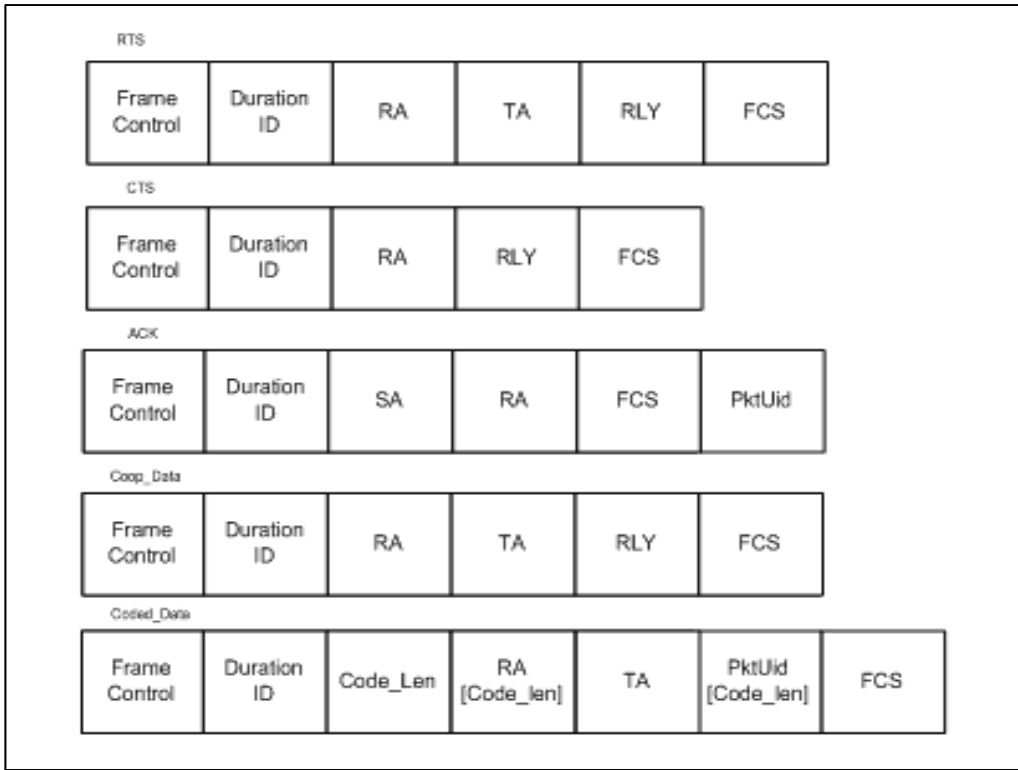 RTS
Frame
Control
Duration
ID
RA
TA
RLY
FCS
CTS
Frame
Control
Duration
ID
RA
RLY
FCS
ACK
Frame
Control
Duration
ID
SA
RA
FCS
PktUid
Coop_Data
Frame
Control
Duration
ID
RA
TA
RLY
FCS
Coded_Data
Frame
Control
Duration
ID
Code_Len
RA
[Code_len]
TA
PktUid
[Code_len]
FCS